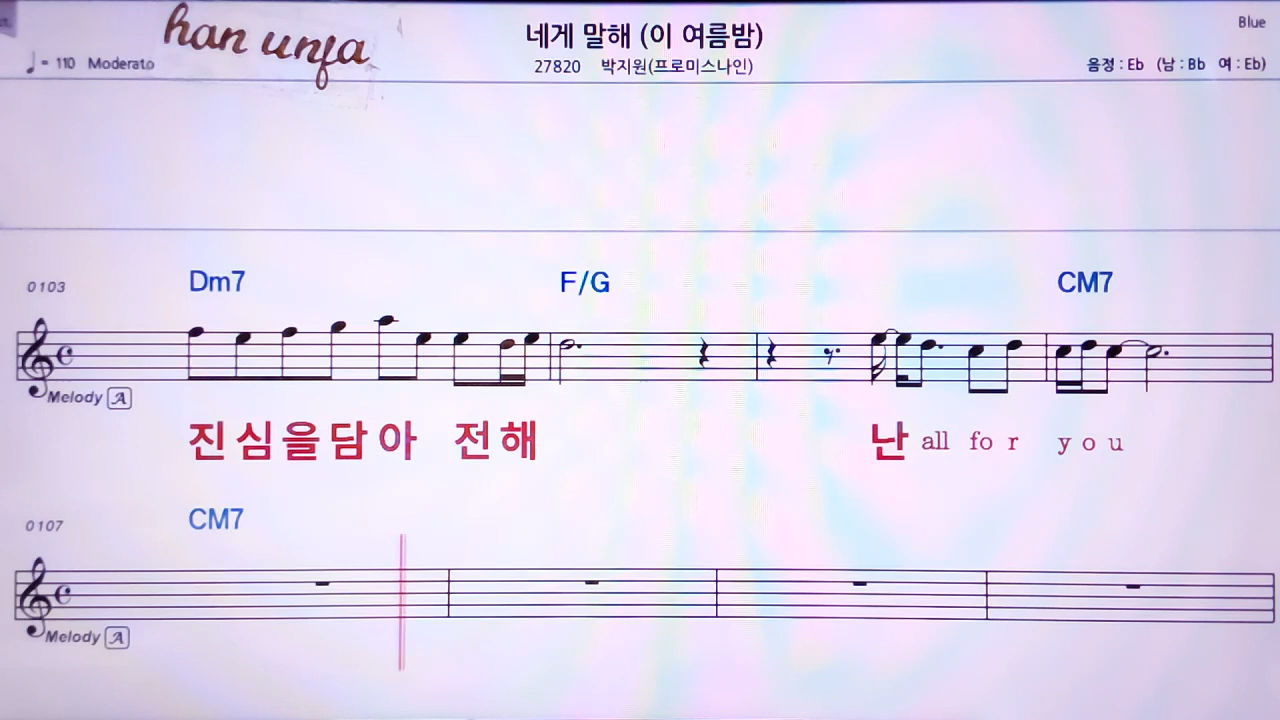 han unfa
네게 말해 (이 여름밤)
Blue
♩= 110 Moderato
27820 박지원(프로미스나인)
음정 : Eb (남 : Bb 여 : Eb)
0103 Dm7 F/G CM7
Melody A
진심을담아 전해 난 all for you
0107 CM7
Melody A